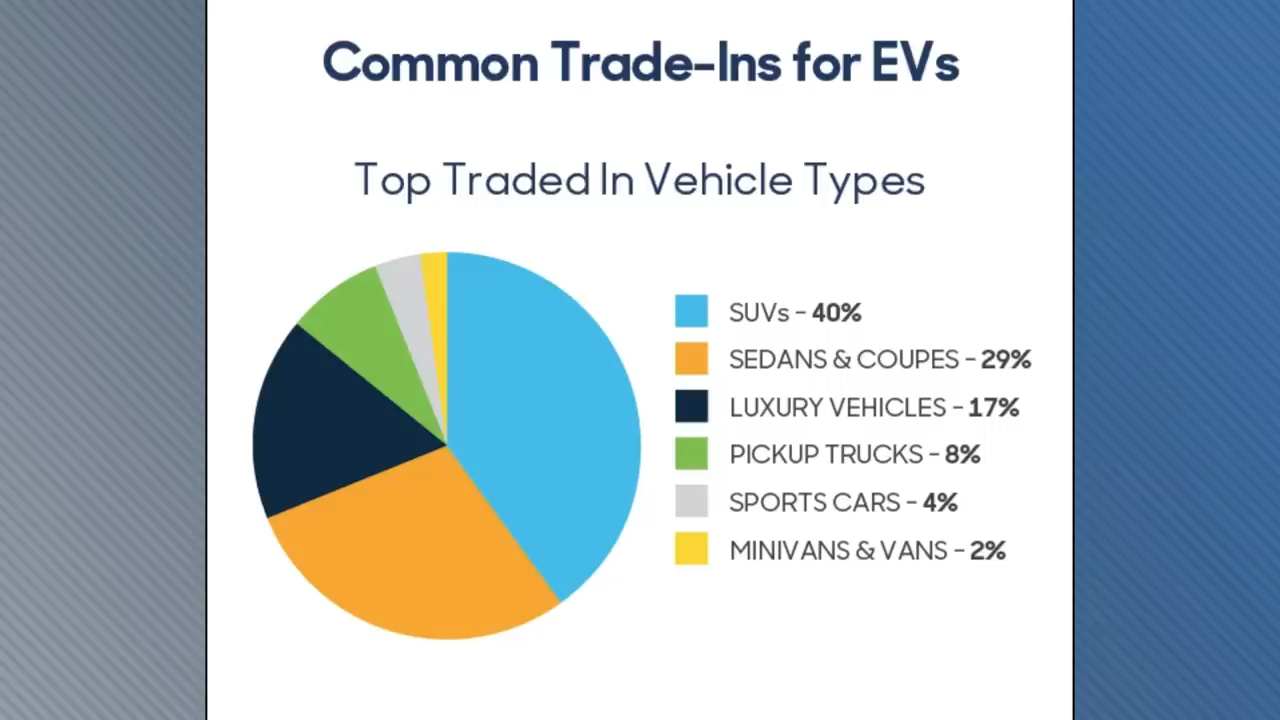 Common Trade-Ins for EVs
Top Traded In Vehicle Types
SUVs - 40%
SEDANS & COUPES - 29%
LUXURY VEHICLES - 17%
PICKUP TRUCKS - 8%
SPORTS CARS - 4%
MINIVANS & VANS - 2%